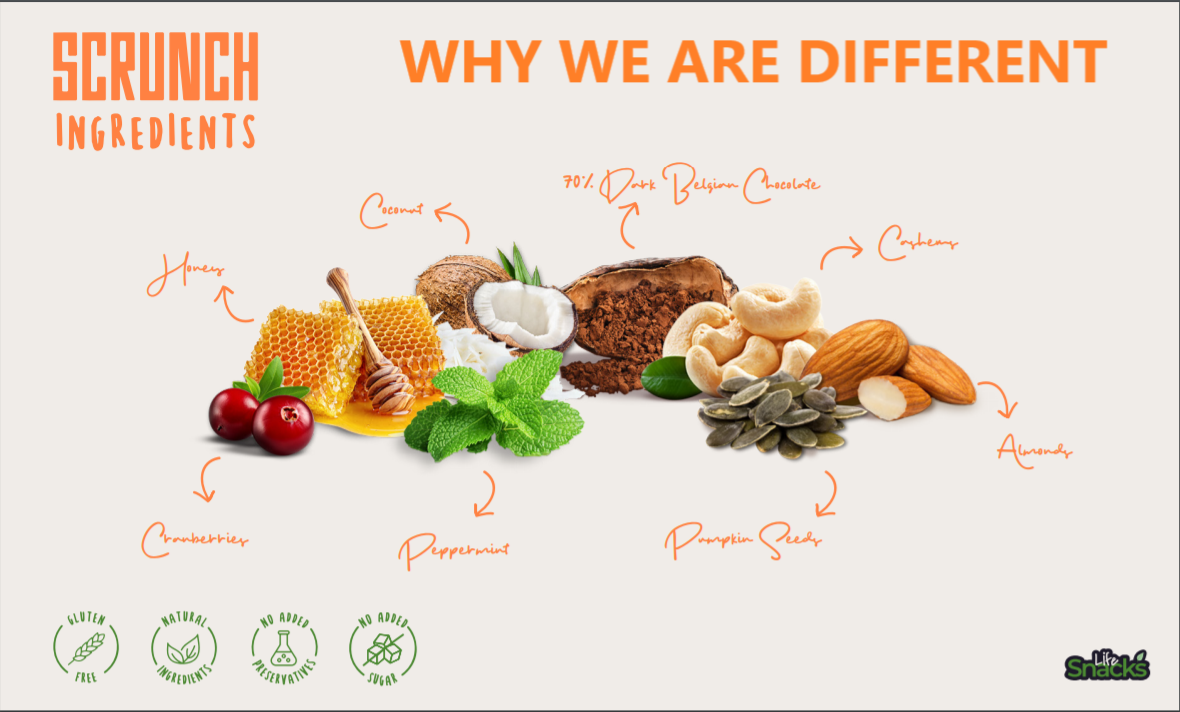 SCRUNCH
INGREDIENTS
WHY WE ARE DIFFERENT
70% Dark Belgian Chocolate
Coconut
Cashews
Honey
Almonds
Cranberries
Peppermint
Pumpkin Seeds
GLUTEN
FREE
NATURAL
INGREDIENTS
NO ADDED
PRESERVATIVES
NO ADDED
SUGAR
Life
Snacks